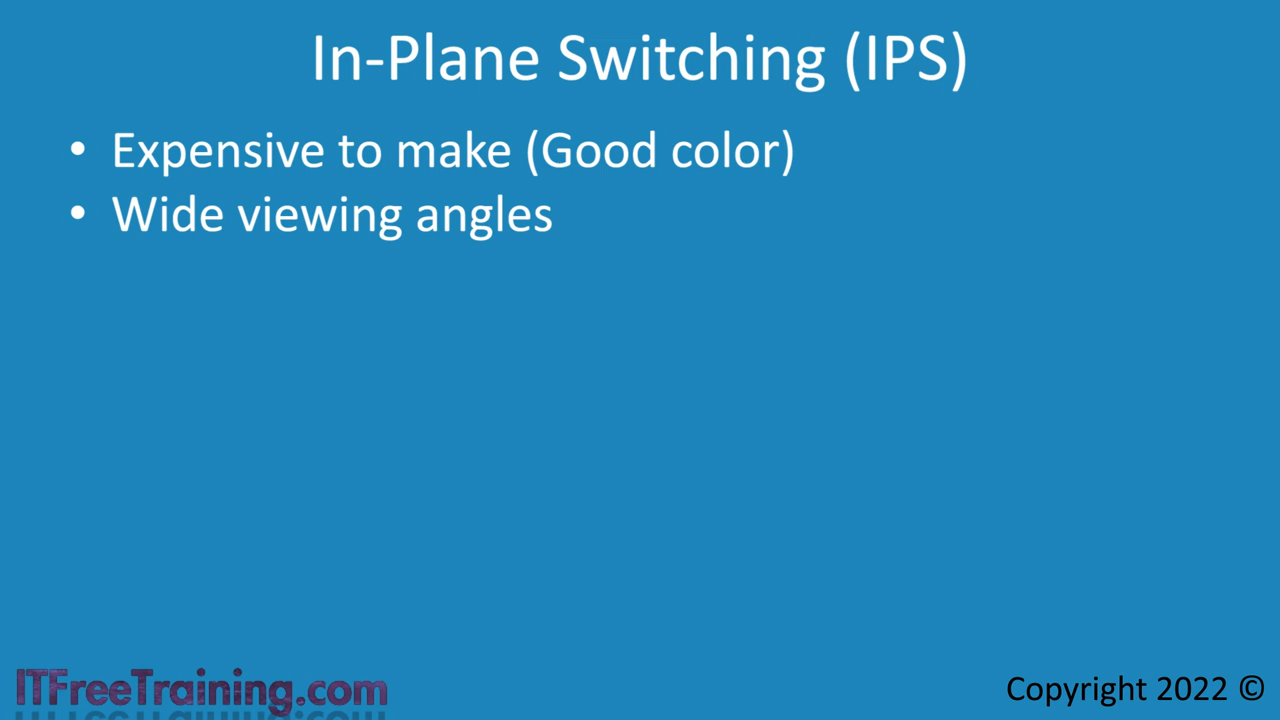 In-Plane Switching (IPS)
• Expensive to make (Good color)
• Wide viewing angles
ITFreeTraining.com
Copyright 2022 ©